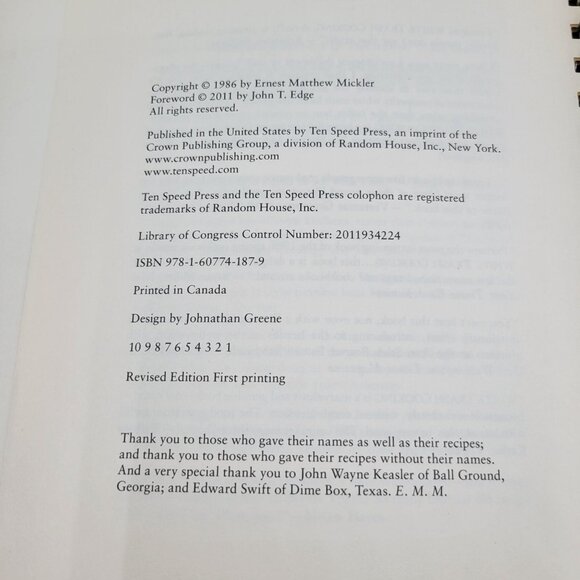 Copyright © 1986 by Ernest Matthew Mickler
Foreword © 2011 by John T. Edge
All rights reserved.
Published in the United States by Ten Speed Press, an imprint of the
Crown Publishing Group, a division of Random House, Inc., New York.
www.crownpublishing.com
www.tenspeed.com
Ten Speed Press and the Ten Speed Press colophon are registered
trademarks of Random House, Inc.
Library of Congress Control Number: 2011934224
ISBN 978-1-60774-187-9
Printed in Canada
Design by Johnathan Greene
10 9 8 7 6 5 4 3 2 1
Revised Edition First printing
Thank you to those who gave their names as well as their recipes;
and thank you to those who gave their recipes without their names.
And a very special thank you to John Wayne Keasler of Ball Ground,
Georgia; and Edward Swift of Dime Box, Texas. E. M. M.